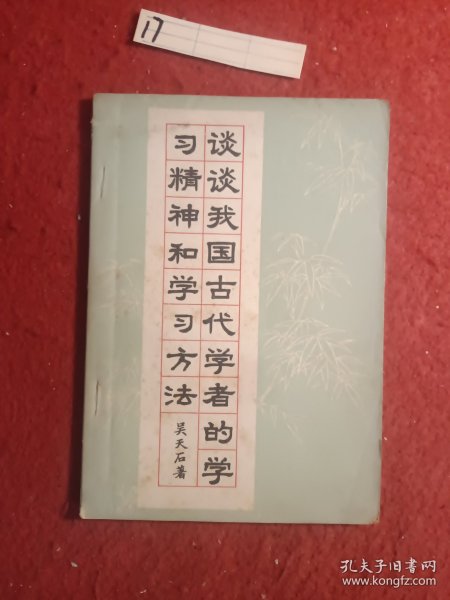 17
谈谈我国古代学者的学
习精神和学习方法
吴天石著
孔夫子旧书网
www.kongfz.com